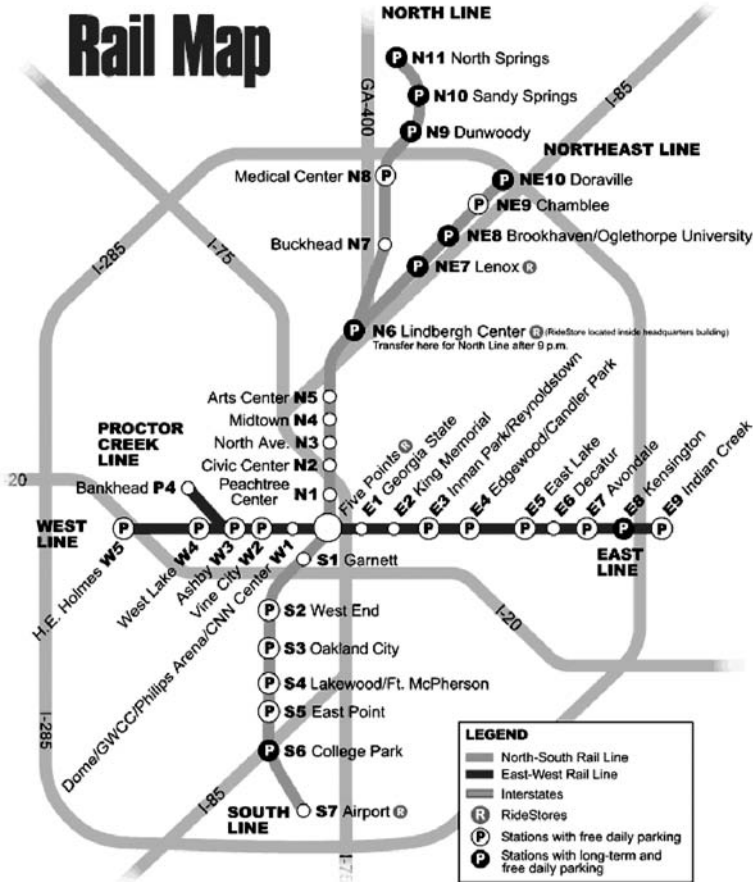 Rail Map
NORTH LINE
N11 North Springs
GA-400
N10 Sandy Springs
I-85
N9 Dunwoody
NORTHEAST LINE
Medical Center N8
NE10 Doraville
NE9 Chamblee
I-285
I-75
Buckhead N7
NE8 Brookhaven/Oglethorpe University
NE7 Lenox R
N6 Lindbergh Center R (RideStore located inside headquarters building)
Transfer here for North Line after 9 p.m.
Arts Center N5
Midtown N4
North Ave. N3
Civic Center N2
Peachtree
Center N1
PROCTOR
CREEK
LINE
-20
Bankhead P4
WEST
LINE
H.E. Holmes W5
West Lake W4
Ashby W3
Vine City W2
Dome/GWCC/Philips Arena/CNN Center W1
Five Points R
E1 Georgia State
E2 King Memorial
E3 Inman Park/Reynoldstown
E4 Edgewood/Candler Park
E5 East Lake
E6 Decatur
E7 Avondale
E8 Kensington
E9 Indian Creek
EAST
LINE
S1 Garnett
I-20
S2 West End
S3 Oakland City
S4 Lakewood/Ft. McPherson
S5 East Point
I-285
S6 College Park
I-85
SOUTH
LINE
S7 Airport R
I-75
LEGEND
North-South Rail Line
East-West Rail Line
Interstates
R RideStores
P Stations with free daily parking
P Stations with long-term and
free daily parking